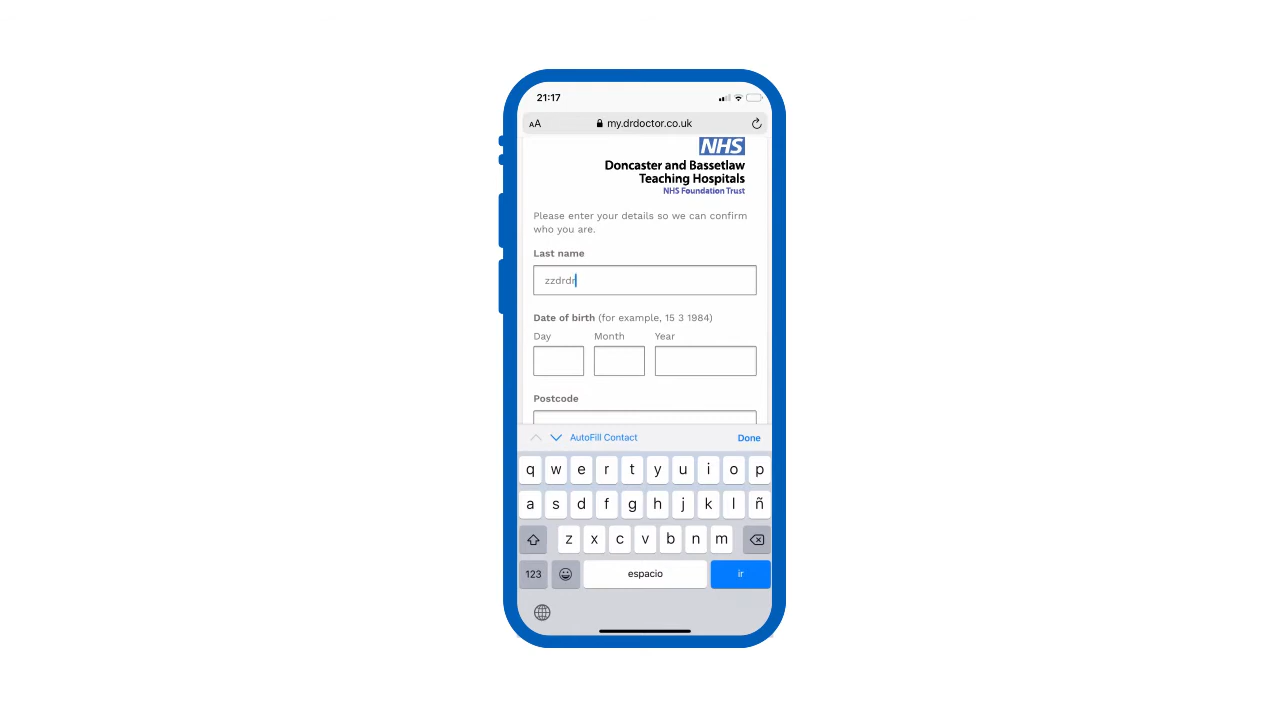 21:17
AA my.drdoctor.co.uk
NHS
Doncaster and Bassetlaw
Teaching Hospitals
NHS Foundation Trust
Please enter your details so we can confirm
who you are.
Last name
zzdrdr
Date of birth (for example, 15 3 1984)
Day Month Year
Postcode
AutoFill Contact Done
q w e r t y u i o p
a s d f g h j k l ñ
z x c v b n m
123 espacio ir